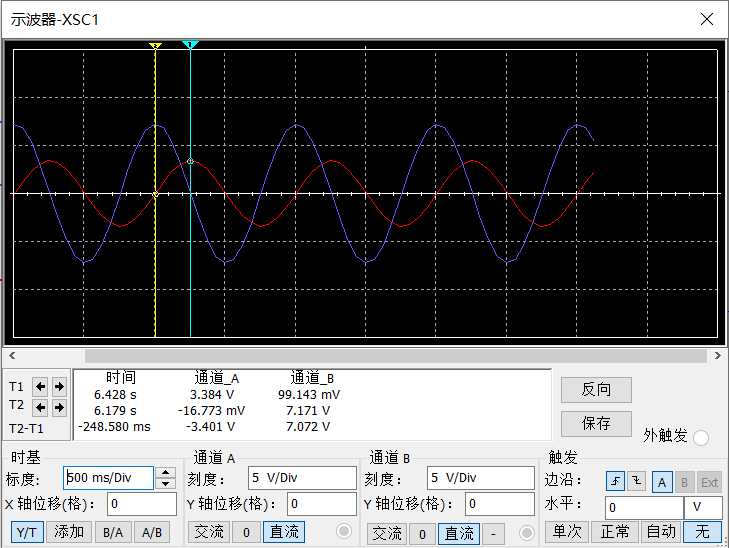 示波器-XSC1
2 1
时间 通道_A 通道_B
T1 6.428 s 3.384 V 99.143 mV
T2 6.179 s -16.773 mV 7.171 V
T2-T1 -248.580 ms -3.401 V 7.072 V
反向
保存
外触发
时基 通道 A 通道 B 触发
标度: 500 ms/Div 刻度: 5 V/Div 刻度: 5 V/Div 边沿: A B Ext
X 轴位移(格): 0 Y 轴位移(格): 0 Y 轴位移(格): 0 水平: 0 V
Y/T 添加 B/A A/B 交流 0 直流 交流 0 直流 - 单次 正常 自动 无